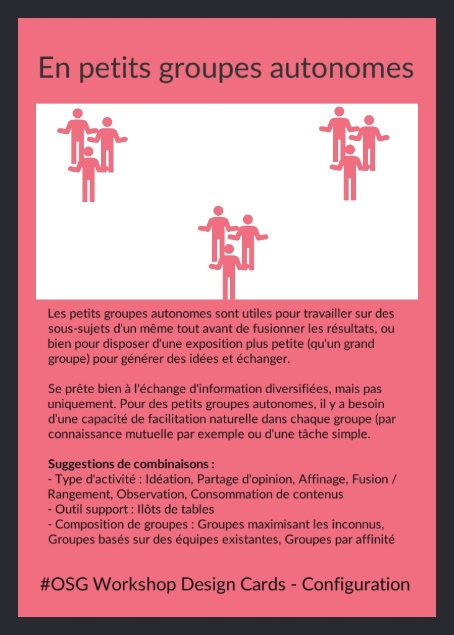 En petits groupes autonomes
Les petits groupes autonomes sont utiles pour travailler sur des
sous-sujets d'un même tout avant de fusionner les résultats, ou
bien pour disposer d'une exposition plus petite (qu'un grand
groupe) pour générer des idées et échanger.
Se prête bien à l'échange d'information diversifiées, mais pas
uniquement. Pour des petits groupes autonomes, il y a besoin
d'une capacité de facilitation naturelle dans chaque groupe (par
connaissance mutuelle par exemple ou d'une tâche simple.
Suggestions de combinaisons :
- Type d'activité : Idéation, Partage d'opinion, Affinage, Fusion /
Rangement, Observation, Consommation de contenus
- Outil support : Ilôts de tables
- Composition de groupes : Groupes maximisant les inconnus,
Groupes basés sur des équipes existantes, Groupes par affinité
#OSG Workshop Design Cards - Configuration